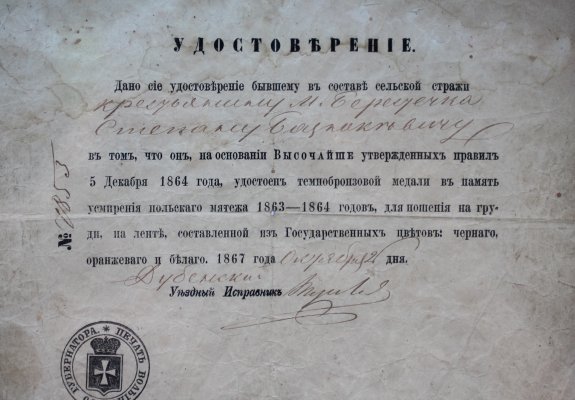 УДОСТОВѢРЕНІЕ.
Дано сіе удостовѣреніе бывшему въ составѣ сельской стражи
крестьянину м.
Степану
въ томъ, что онъ, на основаніи Высочайше утвержденныхъ правилъ
5 Декабря 1864 года, удостоен темнобронзовой медали въ память
усмиренія польскаго мятежа 1863—1864 годовъ, для ношенія на гру-
ди, на лентѣ, составленной изъ Государственныхъ цвѣтовъ: чернаго,
оранжеваго и бѣлаго. 1867 года Октября 2 дня.
Дубенскій
Уѣздный Исправникъ
№
ГУБЕРНАТОРА. * ПЕЧАТЬ